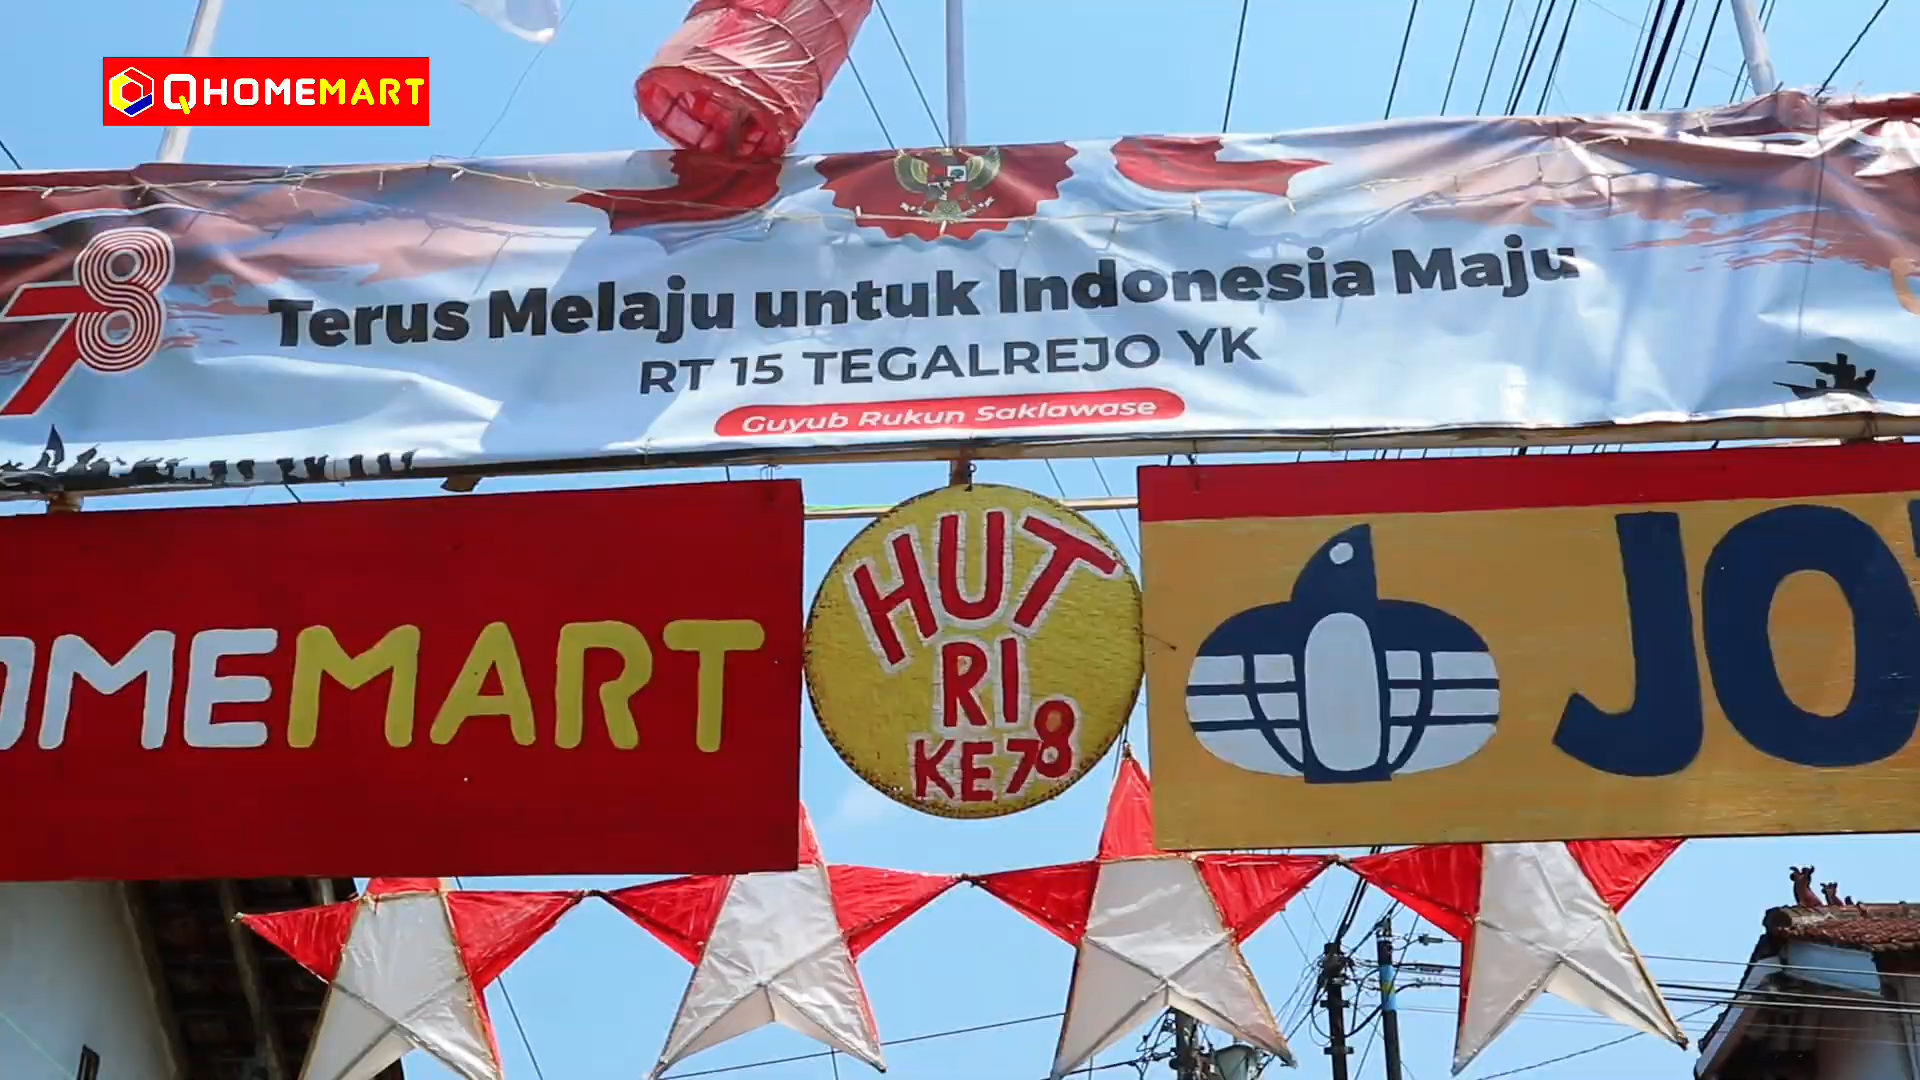 QHOMEMART
78
Terus Melaju untuk Indonesia Maju
RT 15 TEGALREJO YK
Guyub Rukun Saklawase
OMEMART
HUT
RI
KE78
JO